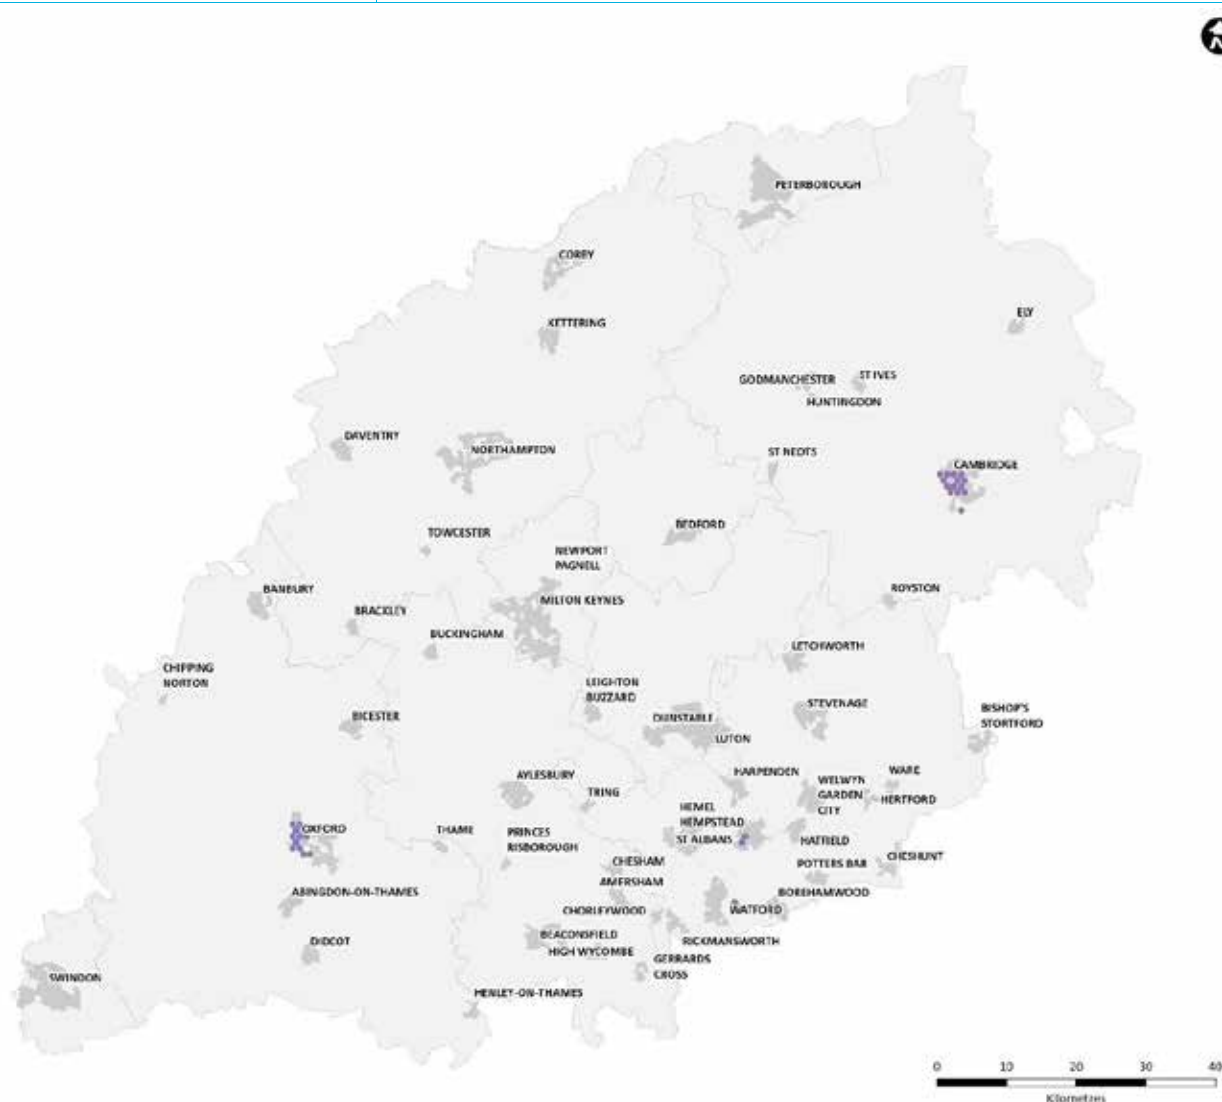 N
PETERBOROUGH
COREY
KETTERING
ELY
GODMANCHESTER
ST IVES
HUNTINGDON
DAVENTRY
NORTHAMPTON
ST NEOTS
CAMBRIDGE
TOWCESTER
BEDFORD
NEWPORT
PAGNELL
BANBURY
MILTON KEYNES
ROYSTON
BRACKLEY
BUCKINGHAM
LETCHWORTH
CHIPPING
NORTON
LEIGHTON
BUZZARD
BICESTER
DUNSTABLE
STEVENAGE
BISHOP'S
STORTFORD
LUTON
AYLESBURY
HARPENDEN
WARE
TRING
WELWYN
GARDEN
CITY
HERTFORD
HEMEL
HEMPSTEAD
OXFORD
THAME
PRINCES
RISBOROUGH
ST ALBANS
HATFIELD
CHESHAM
POTTERS BAR
CHESHUNT
AMERSHAM
ABINGDON-ON-THAMES
BOREHAMWOOD
CHORLEYWOOD
WATFORD
DIDCOT
BEACONSFIELD
HIGH WYCOMBE
RICKMANSWORTH
GERRARDS
CROSS
SWINDON
HENLEY-ON-THAMES
0 10 20 30 40
Kilometres